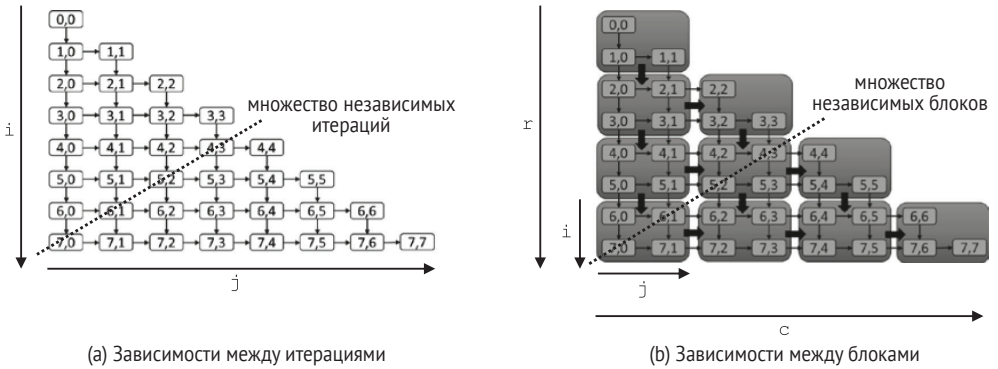 0,0
1,0 1,1
2,0 2,1 2,2
3,0 3,1 3,2 3,3
4,0 4,1 4,2 4,3 4,4
5,0 5,1 5,2 5,3 5,4 5,5
6,0 6,1 6,2 6,3 6,4 6,5 6,6
7,0 7,1 7,2 7,3 7,4 7,5 7,6 7,7
множество независимых
итераций
i
j
(a) Зависимости между итерациями
0,0
1,0 1,1
2,0 2,1 2,2
3,0 3,1 3,2 3,3
4,0 4,1 4,2 4,3 4,4
5,0 5,1 5,2 5,3 5,4 5,5
6,0 6,1 6,2 6,3 6,4 6,5 6,6
7,0 7,1 7,2 7,3 7,4 7,5 7,6 7,7
множество
независимых блоков
r
i
j
c
(b) Зависимости между блоками